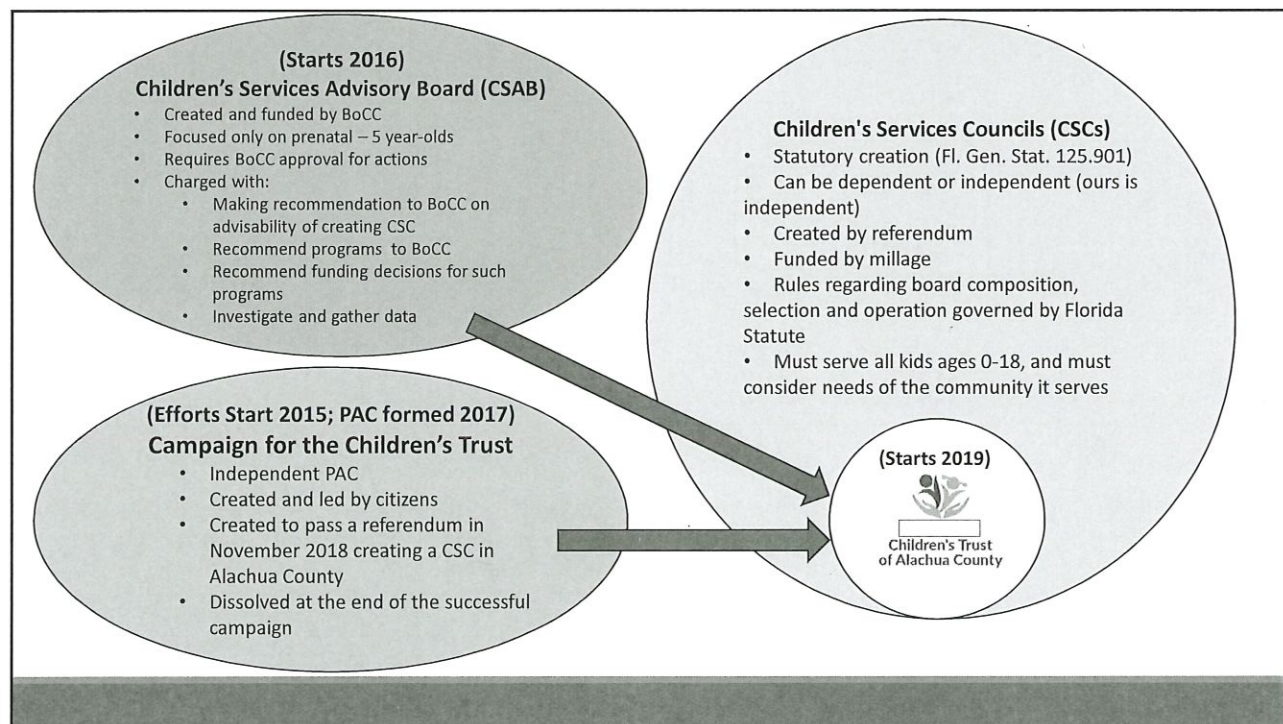 (Starts 2016)
Children's Services Advisory Board (CSAB)
• Created and funded by BoCC
• Focused only on prenatal – 5 year-olds
• Requires BoCC approval for actions
• Charged with:
• Making recommendation to BoCC on
advisability of creating CSC
• Recommend programs to BoCC
• Recommend funding decisions for such
programs
• Investigate and gather data
(Efforts Start 2015; PAC formed 2017)
Campaign for the Children's Trust
• Independent PAC
• Created and led by citizens
• Created to pass a referendum in
November 2018 creating a CSC in
Alachua County
• Dissolved at the end of the successful
campaign
Children's Services Councils (CSCs)
• Statutory creation (Fl. Gen. Stat. 125.901)
• Can be dependent or independent (ours is
independent)
• Created by referendum
• Funded by millage
• Rules regarding board composition,
selection and operation governed by Florida
Statute
• Must serve all kids ages 0-18, and must
consider needs of the community it serves
(Starts 2019)
Children's Trust
of Alachua County